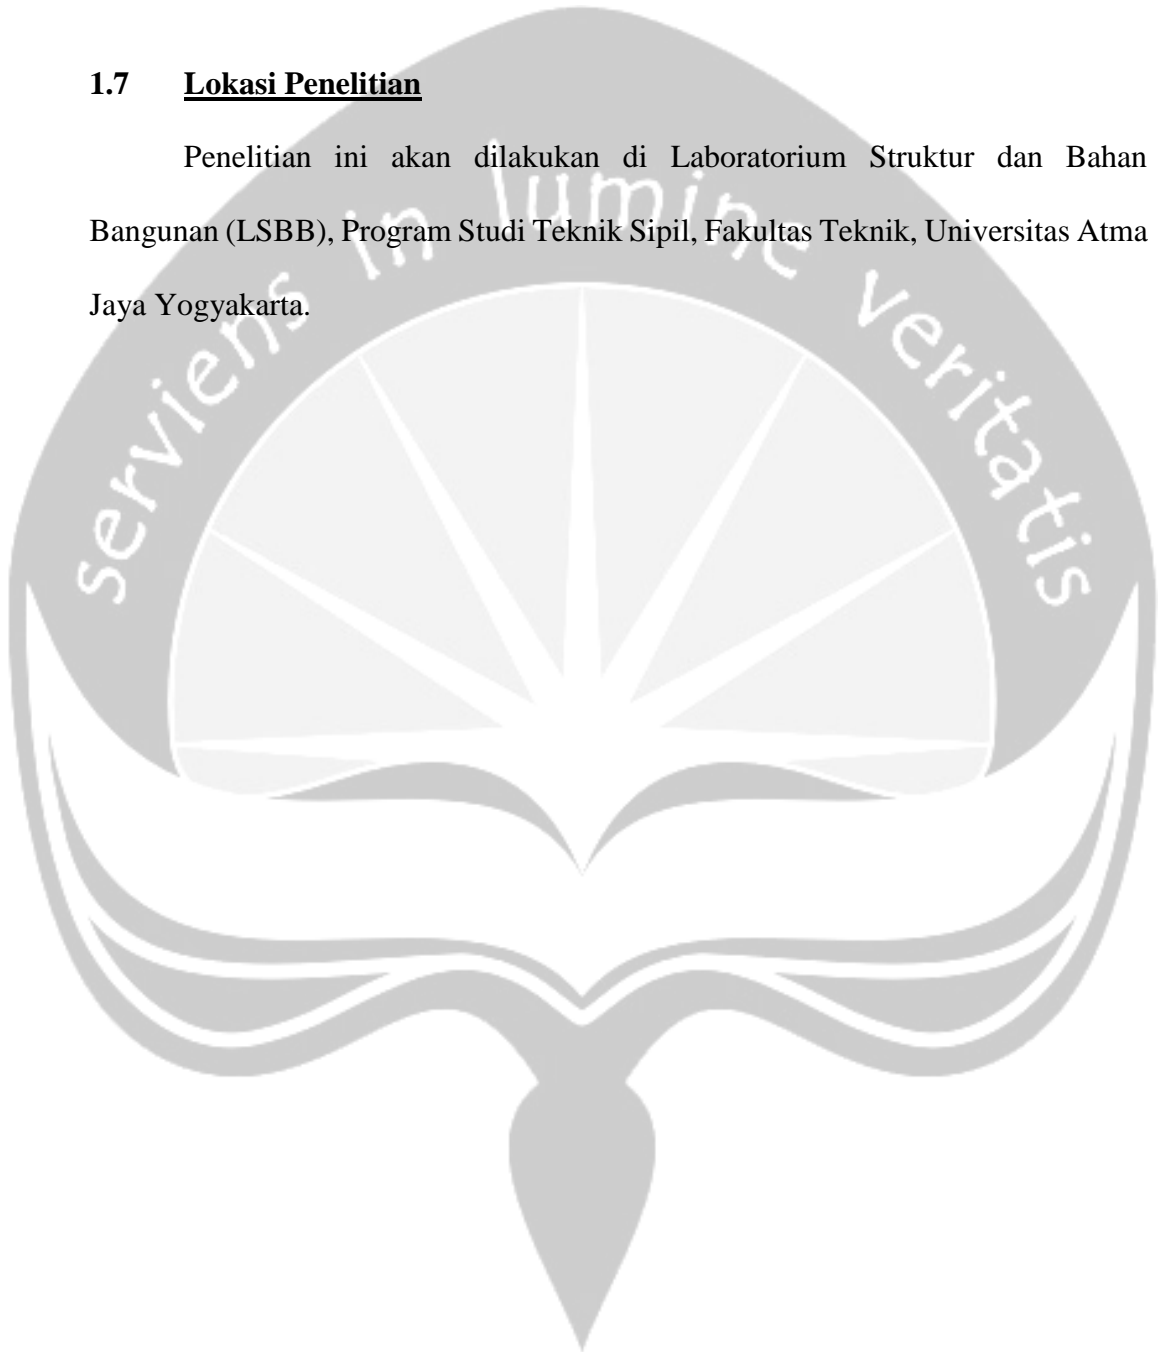 1.7 Lokasi Penelitian
Penelitian ini akan dilakukan di Laboratorium Struktur dan Bahan
Bangunan (LSBB), Program Studi Teknik Sipil, Fakultas Teknik, Universitas Atma
Jaya Yogyakarta.
serviens in lumine veritatis